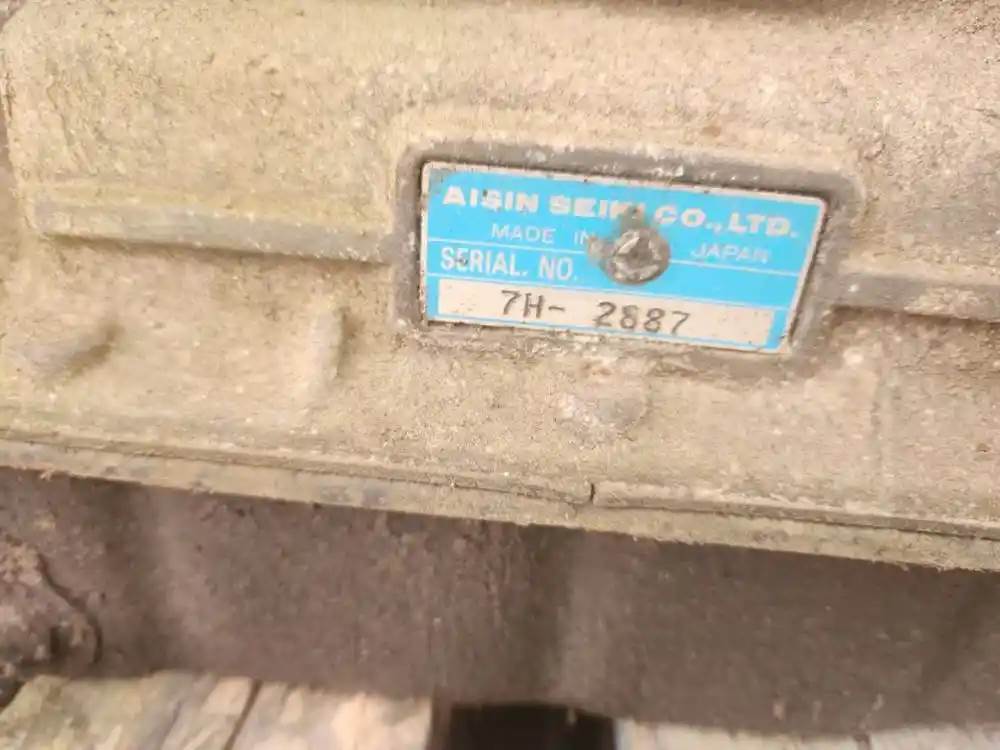 AISIN SEIKI CO., LTD.
MADE IN JAPAN
SERIAL. NO.
7H- 2887